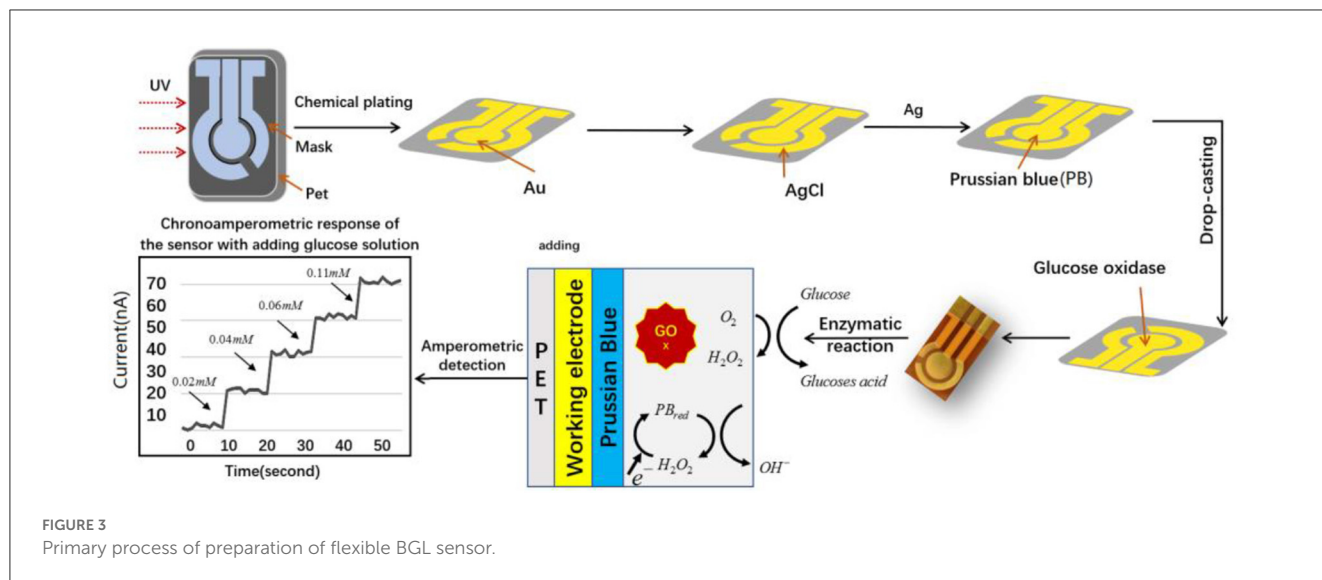 UV
Chemical plating
Mask
Pet
Au
AgCl
Ag
Prussian blue(PB)
Drop-casting
Glucose oxidase
Enzymatic
reaction
adding
PET
Working electrode
Prussian Blue
GO
x
O₂
H₂O₂
Glucose
Glucoses acid
PBred
H₂O₂
e⁻
OH⁻
Amperometric
detection
Chronoamperometric response of
the sensor with adding glucose solution
Current(nA)
70
60
50
40
20
10
0.02mM
0.04mM
0.06mM
0.11mM
0 10 20 30 40 50
Time(second)
FIGURE 3
Primary process of preparation of flexible BGL sensor.